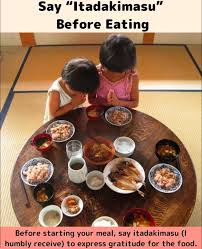 Say “Itadakimasu”
Before Eating
Before starting your meal, say itadakimasu (I
humbly receive) to express gratitude for the food.